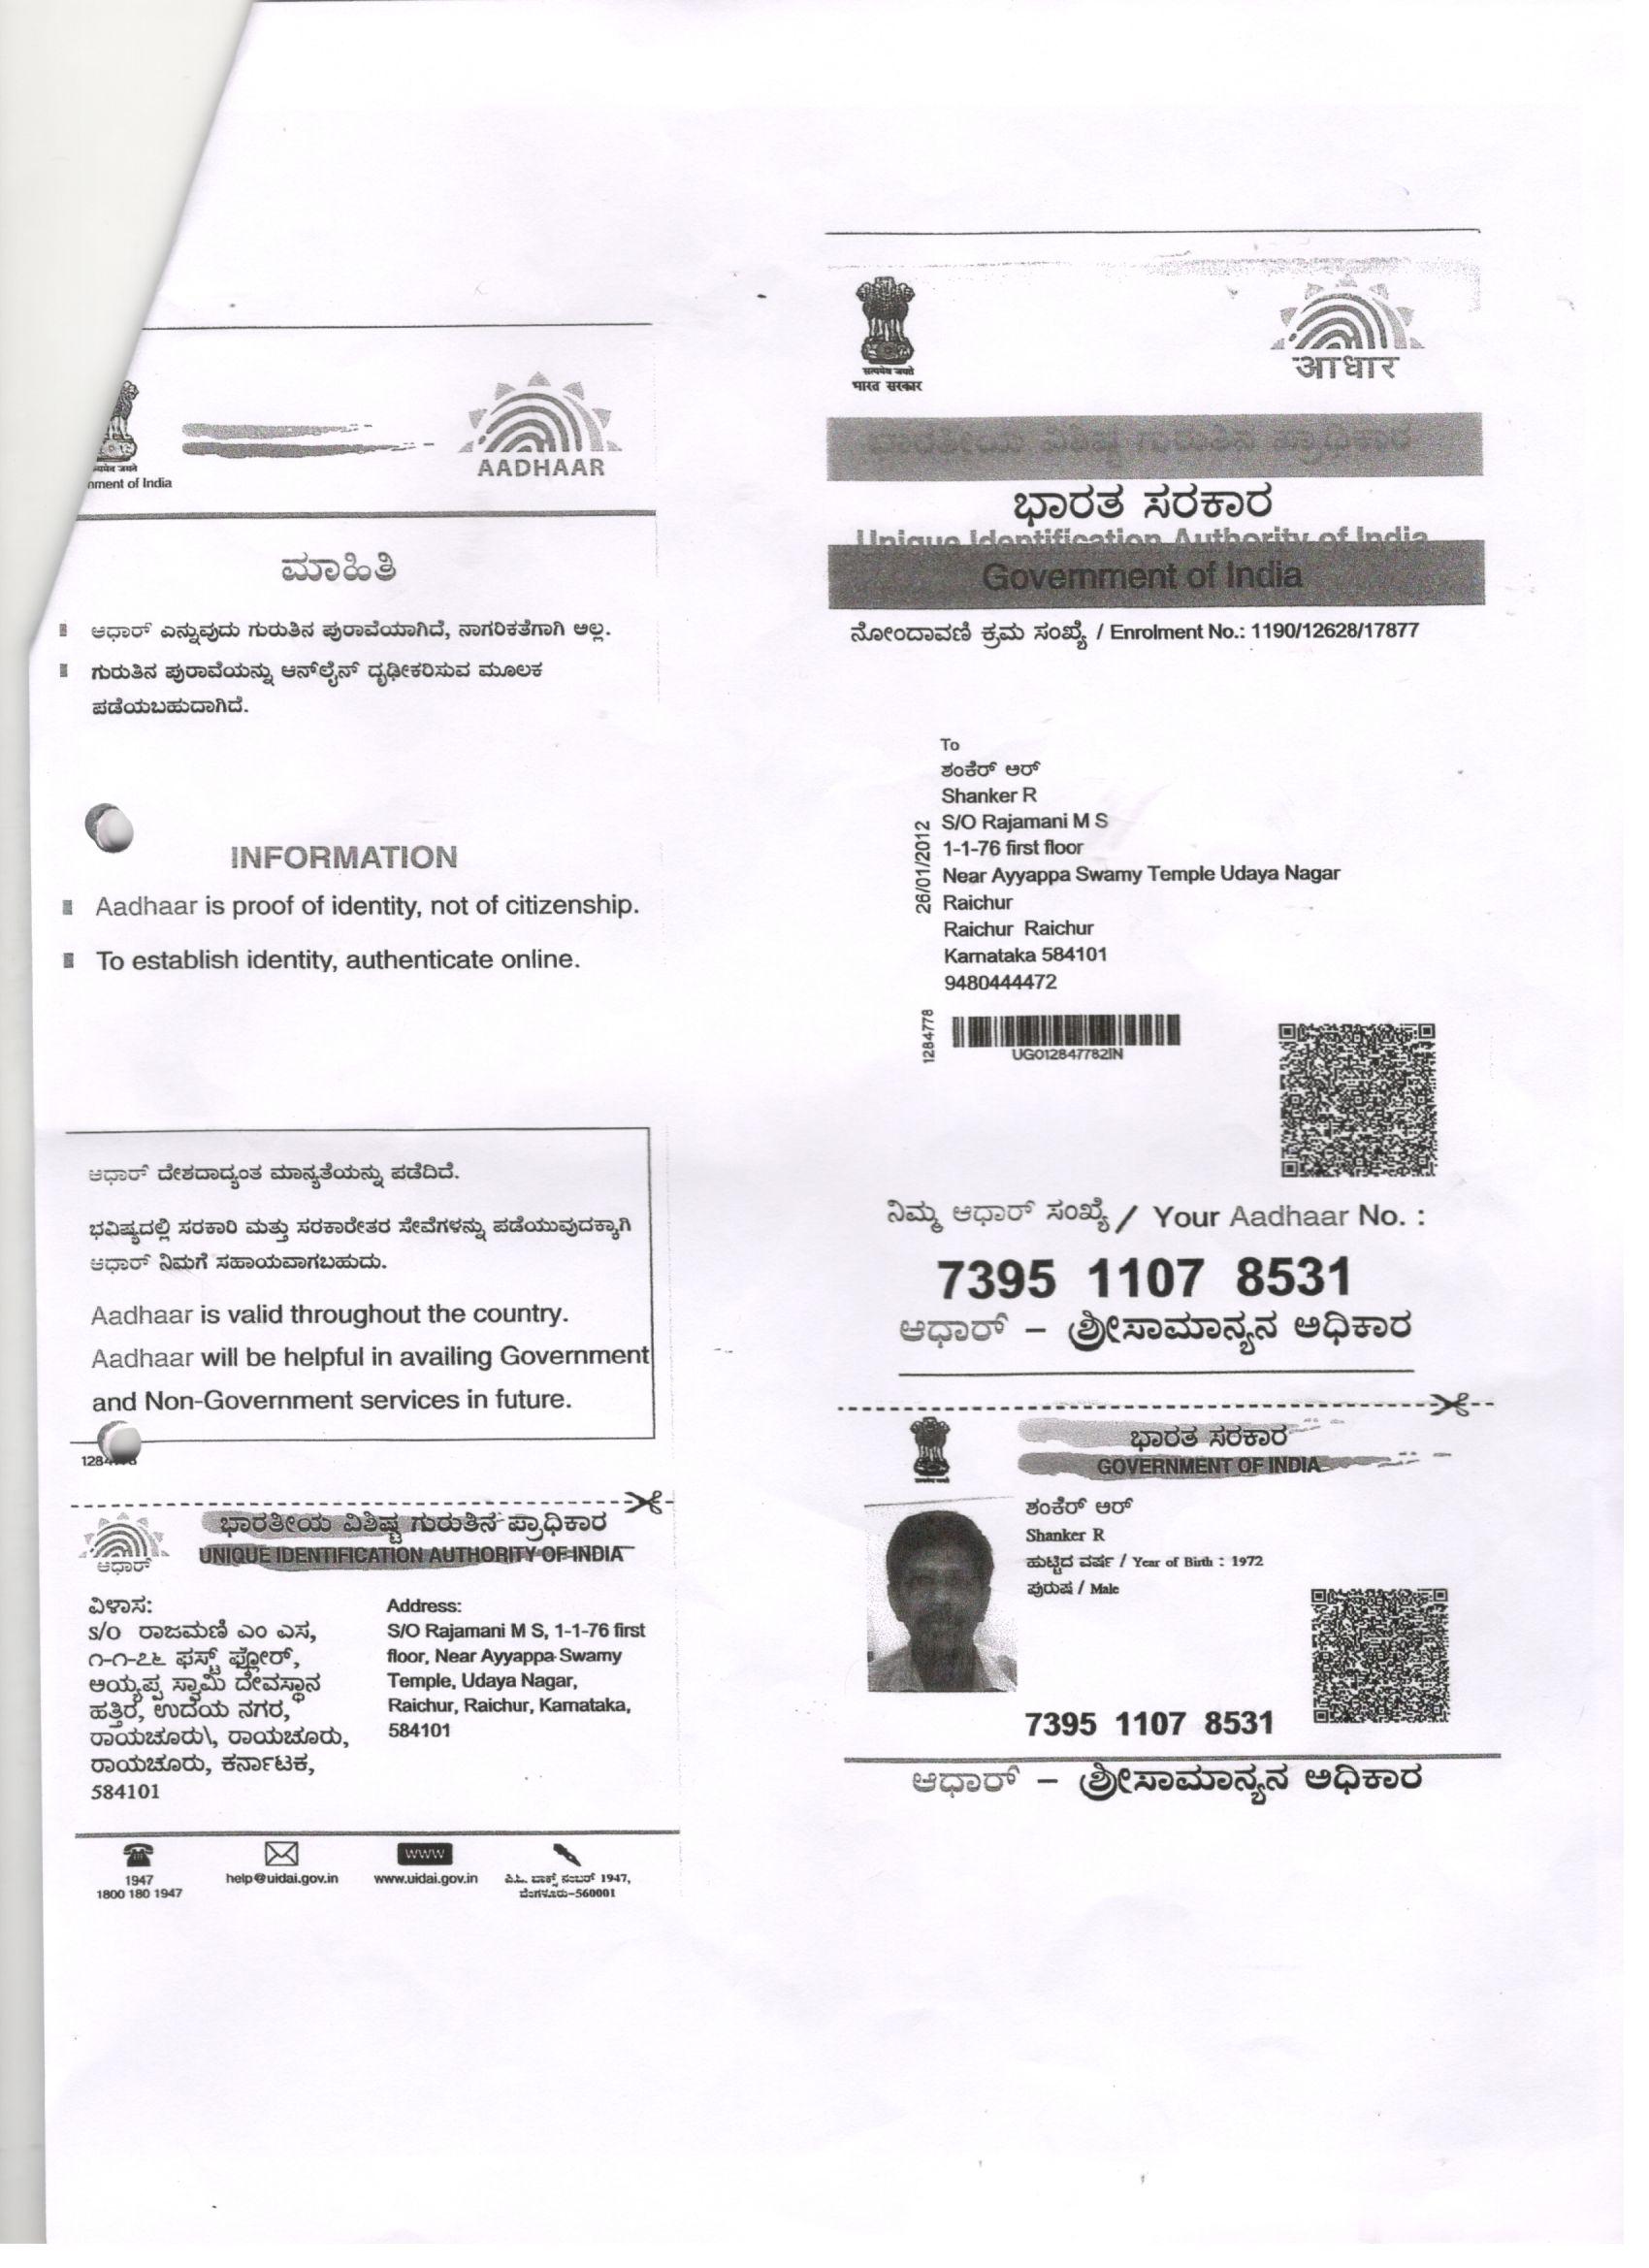 nment of India
AADHAAR
ಮಾಹಿತಿ
ಆಧಾರ್ ಎನ್ನುವುದು ಗುರುತಿನ ಪುರಾವೆಯಾಗಿದೆ, ನಾಗರಿಕತೆಗಾಗಿ ಅಲ್ಲ.
ಗುರುತಿನ ಪುರಾವೆಯನ್ನು ಆನ್‌ಲೈನ್ ದೃಢೀಕರಿಸುವ ಮೂಲಕ
ಪಡೆಯಬಹುದಾಗಿದೆ.
INFORMATION
Aadhaar is proof of identity, not of citizenship.
To establish identity, authenticate online.
ಆಧಾರ್ ದೇಶದಾದ್ಯಂತ ಮಾನ್ಯತೆಯನ್ನು ಪಡೆದಿದೆ.
ಭವಿಷ್ಯದಲ್ಲಿ ಸರಕಾರಿ ಮತ್ತು ಸರಕಾರೇತರ ಸೇವೆಗಳನ್ನು ಪಡೆಯುವುದಕ್ಕಾಗಿ
ಆಧಾರ್ ನಿಮಗೆ ಸಹಾಯವಾಗಬಹುದು.
Aadhaar is valid throughout the country.
Aadhaar will be helpful in availing Government
and Non-Government services in future.
ಭಾರತೀಯ ವಿಶಿಷ್ಟ ಗುರುತಿನ ಪ್ರಾಧಿಕಾರ
UNIQUE IDENTIFICATION AUTHORITY OF INDIA
ಆಧಾರ್
ವಿಳಾಸ:
S/O ರಾಜಮಣಿ ಎಂ ಎಸ,
೧-೧-೭೬ ಫಸ್ಟ್ ಫ್ಲೋರ್,
ಆಯ್ಯಪ್ಪ ಸ್ವಾಮಿ ದೇವಸ್ಥಾನ
ಹತ್ತಿರ, ಉದಯ ನಗರ,
ರಾಯಚೂರು\, ರಾಯಚೂರು,
ರಾಯಚೂರು, ಕರ್ನಾಟಕ,
584101
Address:
S/O Rajamani M S, 1-1-76 first
floor, Near Ayyappa Swamy
Temple, Udaya Nagar,
Raichur, Raichur, Karnataka,
584101
1947
1800 180 1947
help@uidai.gov.in
www
www.uidai.gov.in
ಪಿ.ಓ. ಬಾಕ್ಸ್ ನಂಬರ್ 1947,
ಬೆಂಗಳೂರು-560001
सत्यमेव जयते
भारत सरकार
आधार
ಭಾರತೀಯ ವಿಶಿಷ್ಟ ಗುರುತಿನ ಪ್ರಾಧಿಕಾರ
ಭಾರತ ಸರಕಾರ
Unique Identification Authority of India
Government of India
ನೋಂದಾವಣಿ ಕ್ರಮ ಸಂಖ್ಯೆ / Enrolment No.: 1190/12628/17877
To
ಶಂಕೆರ್ ಆರ್
Shanker R
S/O Rajamani M S
1-1-76 first floor
Near Ayyappa Swamy Temple Udaya Nagar
Raichur
Raichur Raichur
Karnataka 584101
9480444472
26/01/2012
1284778
UG012847782IN
ನಿಮ್ಮ ಆಧಾರ್ ಸಂಖ್ಯೆ / Your Aadhaar No. :
7395 1107 8531
ಆಧಾರ್ – ಶ್ರೀಸಾಮಾನ್ಯನ ಅಧಿಕಾರ
ಭಾರತ ಸರಕಾರ
GOVERNMENT OF INDIA
ಶಂಕೆರ್ ಆರ್
Shanker R
ಹುಟ್ಟಿದ ವರ್ಷ / Year of Birth : 1972
ಪುರುಷ / Male
7395 1107 8531
ಆಧಾರ್ – ಶ್ರೀಸಾಮಾನ್ಯನ ಅಧಿಕಾರ